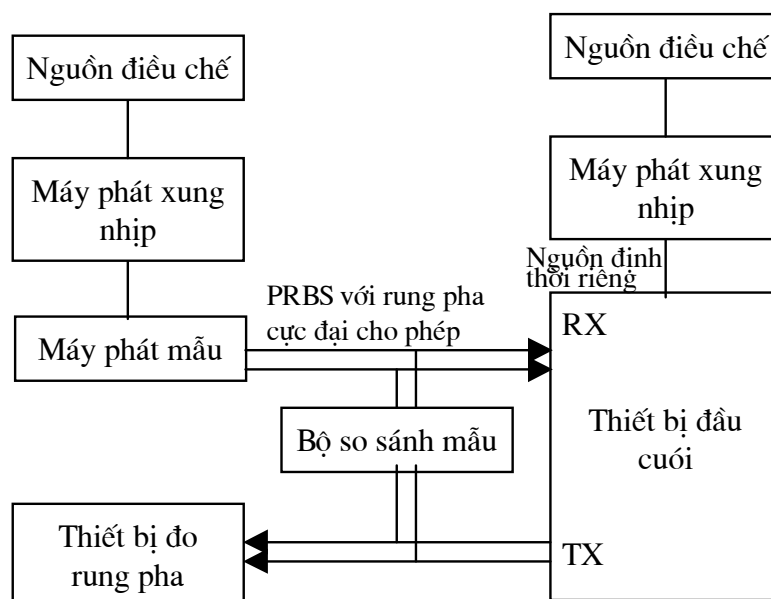 Nguồn điều chế
Nguồn điều chế
Máy phát xung
nhịp
Máy phát xung
nhịp
Nguồn định
thời riêng
PRBS với rung pha
cực đại cho phép
Máy phát mẫu
RX
Bộ so sánh mẫu
Thiết bị đầu
cuói
Thiết bị đo
rung pha
TX